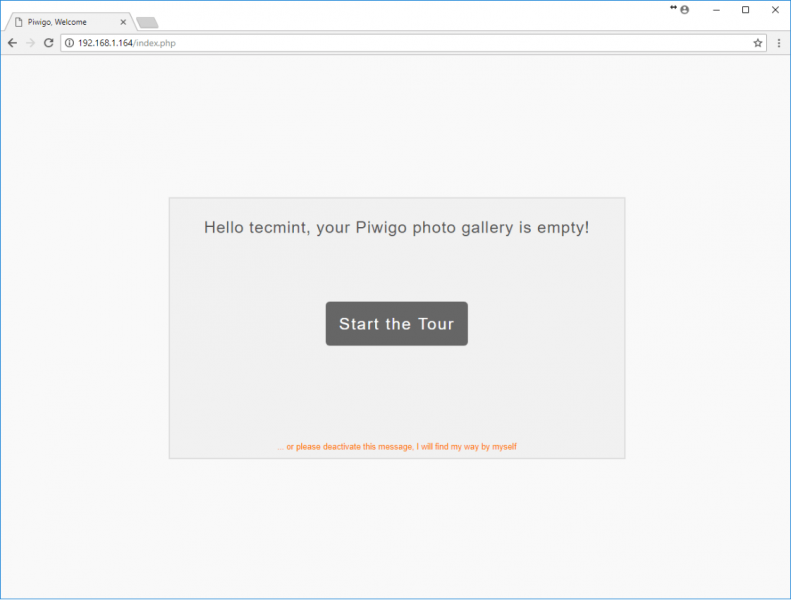 Piwigo, Welcome
192.168.1.164/index.php
Hello tecmint, your Piwigo photo gallery is empty!
Start the Tour
... or please deactivate this message, I will find my way by myself